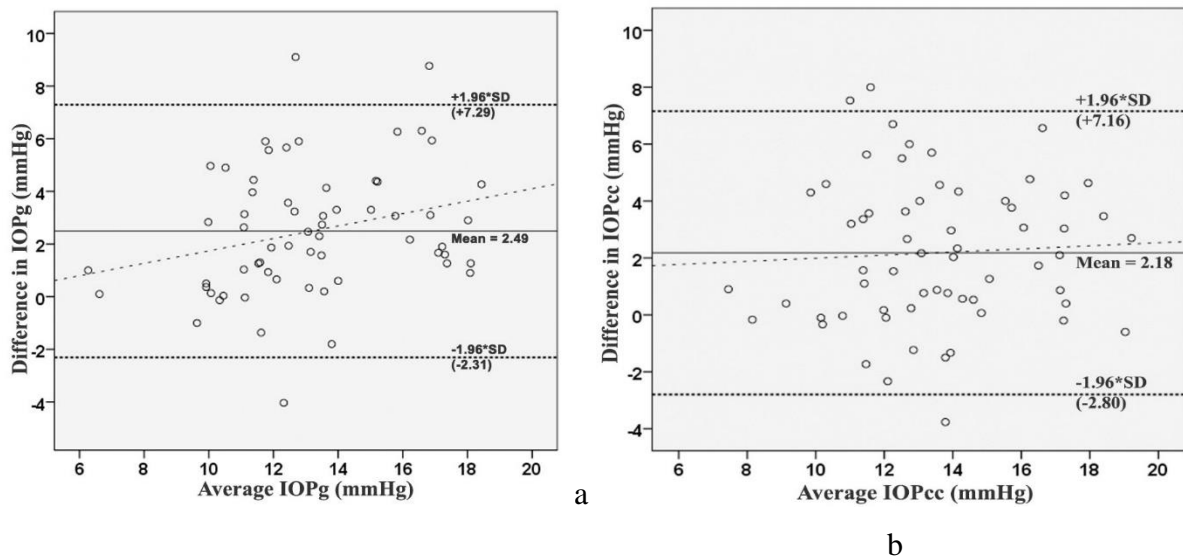 10
8
6
4
2
0
-2
-4
Difference in IOPg (mmHg)
+1.96*SD
(+7.29)
Mean = 2.49
-1.96*SD
(-2.31)
6 8 10 12 14 16 18 20
Average IOPg (mmHg)
a
10
8
6
4
2
0
-2
-4
Difference in IOPcc (mmHg)
+1.96*SD
(+7.16)
Mean = 2.18
-1.96*SD
(-2.80)
6 8 10 12 14 16 18 20
Average IOPcc (mmHg)
b